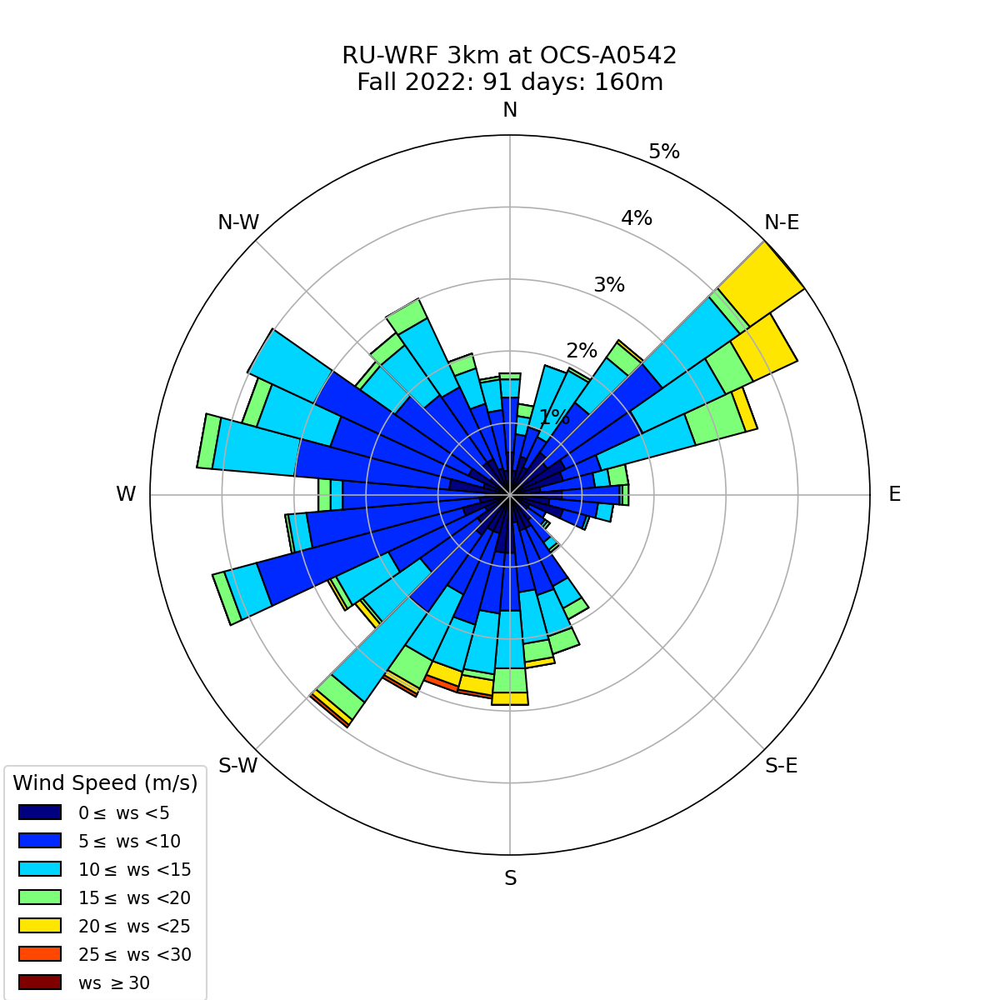 RU-WRF 3km at OCS-A0542
Fall 2022: 91 days: 160m
N
5%
4%
N-W
N-E
3%
2%
1%
W
E
S-W
S-E
S
Wind Speed (m/s)
0≤ ws <5
5≤ ws <10
10≤ ws <15
15≤ ws <20
20≤ ws <25
25≤ ws <30
ws ≥30